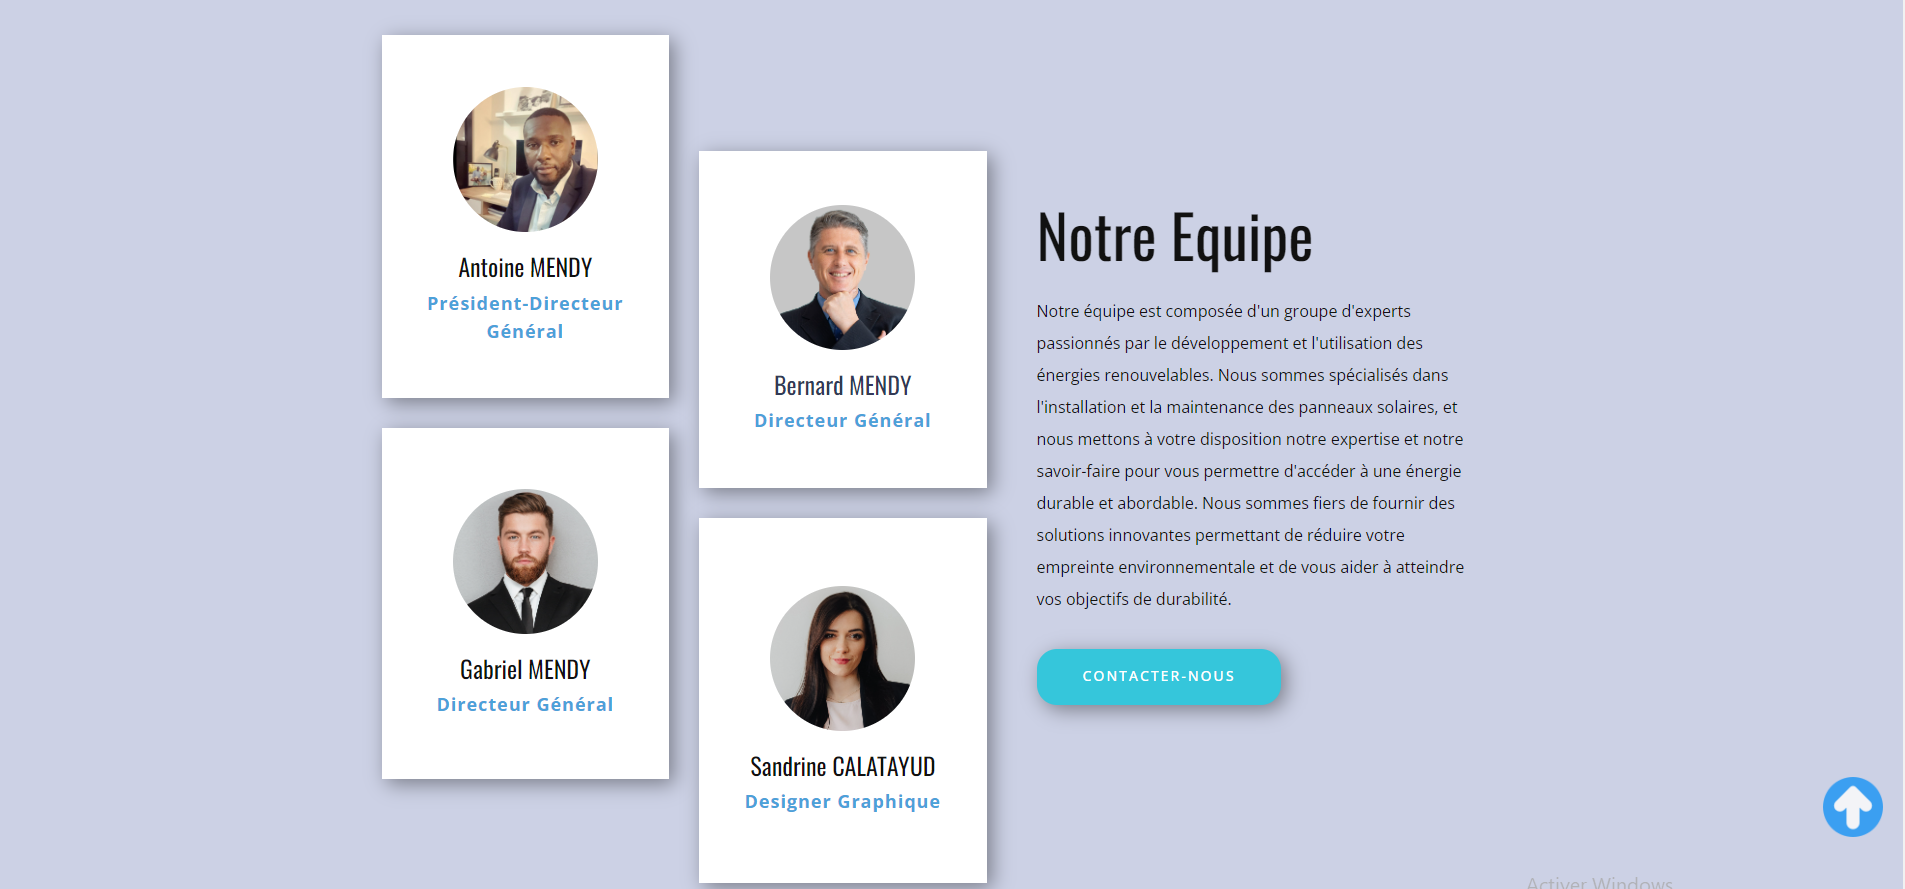 Antoine MENDY
Président-Directeur
Général
Bernard MENDY
Directeur Général
Gabriel MENDY
Directeur Général
Sandrine CALATAYUD
Designer Graphique
Notre Equipe
Notre équipe est composée d'un groupe d'experts
passionnés par le développement et l'utilisation des
énergies renouvelables. Nous sommes spécialisés dans
l'installation et la maintenance des panneaux solaires, et
nous mettons à votre disposition notre expertise et notre
savoir-faire pour vous permettre d'accéder à une énergie
durable et abordable. Nous sommes fiers de fournir des
solutions innovantes permettant de réduire votre
empreinte environnementale et de vous aider à atteindre
vos objectifs de durabilité.
CONTACTER-NOUS
Activer Windows